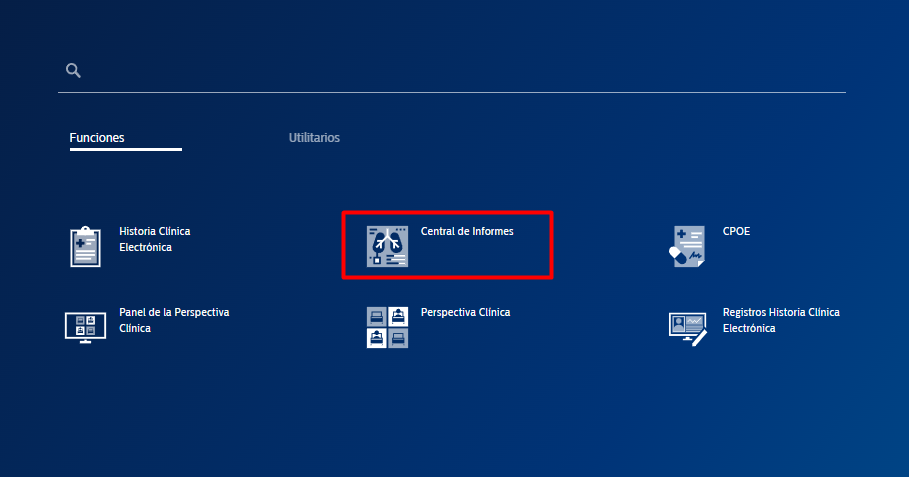 Funciones
Utilitarios
Historia Clínica
Electrónica
Central de Informes
CPOE
Panel de la Perspectiva
Clínica
Perspectiva Clínica
Registros Historia Clínica
Electrónica